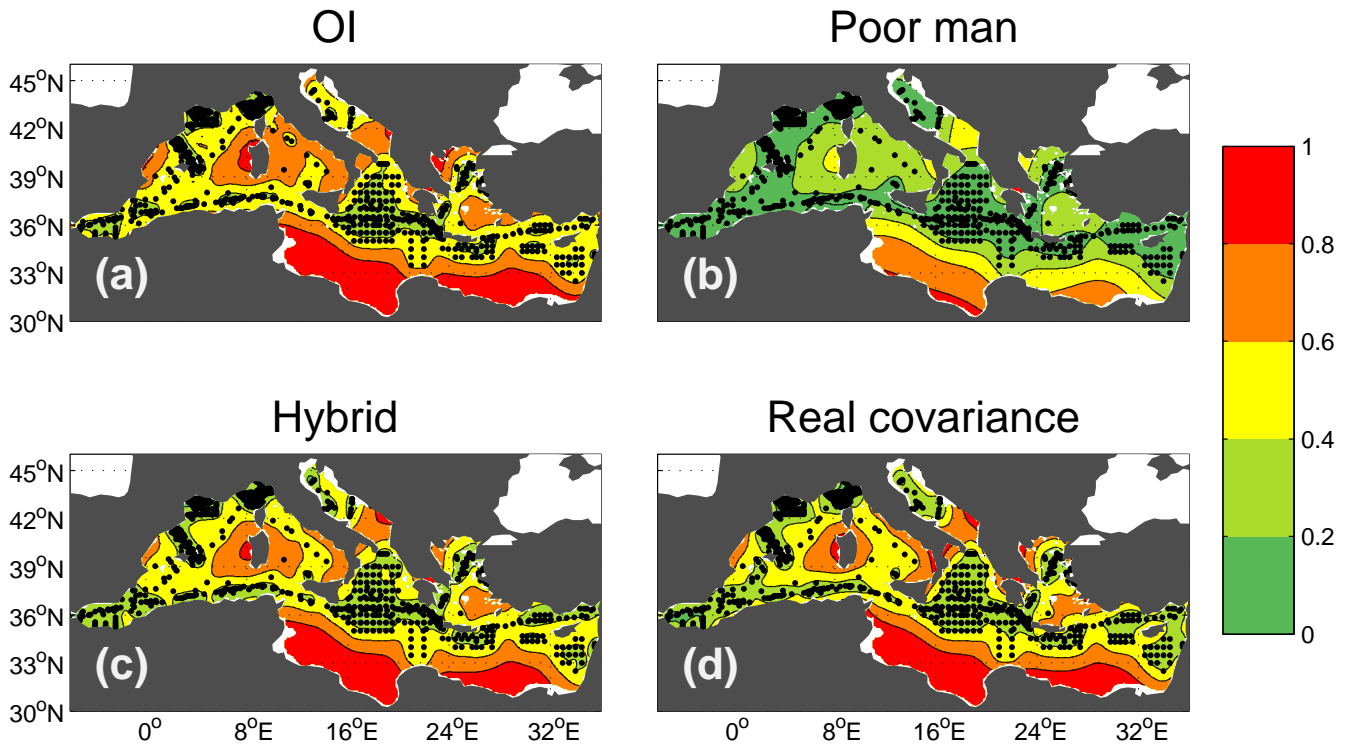 OI
Poor man
45°N
42°N
39°N
36°N
33°N
30°N
(a)
(b)
1
0.8
0.6
0.4
0.2
0
Hybrid
Real covariance
45°N
42°N
39°N
36°N
33°N
30°N
(c)
(d)
0° 8°E 16°E 24°E 32°E
0° 8°E 16°E 24°E 32°E